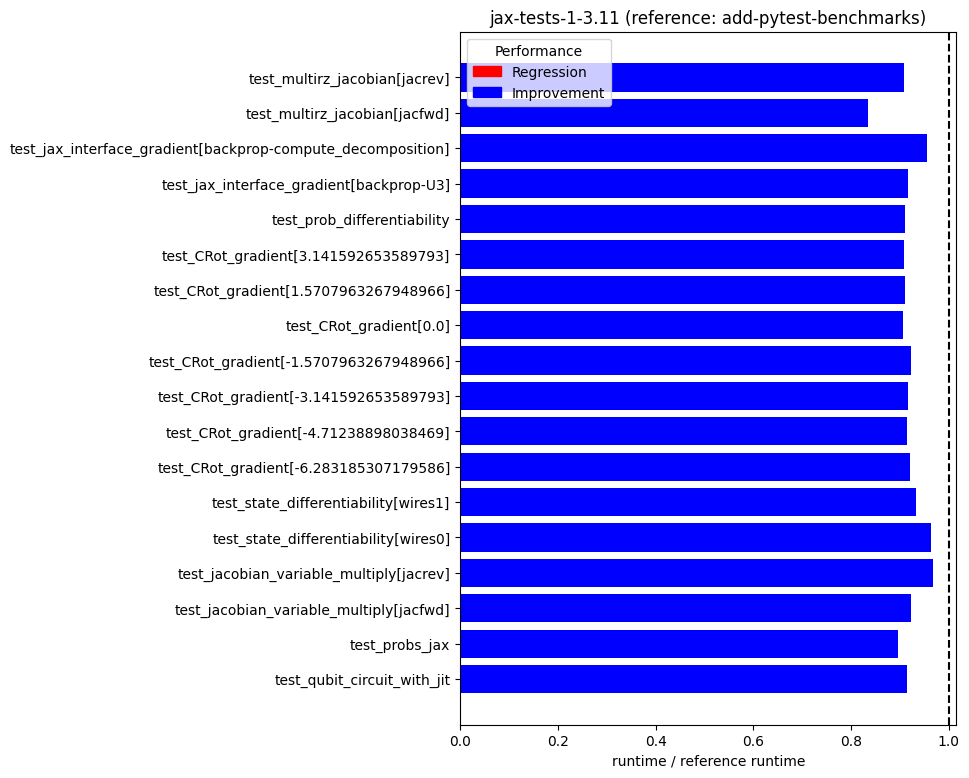 jax-tests-1-3.11 (reference: add-pytest-benchmarks)
Performance
Regression
Improvement
test_multirz_jacobian[jacrev]
test_multirz_jacobian[jacfwd]
test_jax_interface_gradient[backprop-compute_decomposition]
test_jax_interface_gradient[backprop-U3]
test_prob_differentiability
test_CRot_gradient[3.141592653589793]
test_CRot_gradient[1.5707963267948966]
test_CRot_gradient[0.0]
test_CRot_gradient[-1.5707963267948966]
test_CRot_gradient[-3.141592653589793]
test_CRot_gradient[-4.71238898038469]
test_CRot_gradient[-6.283185307179586]
test_state_differentiability[wires1]
test_state_differentiability[wires0]
test_jacobian_variable_multiply[jacrev]
test_jacobian_variable_multiply[jacfwd]
test_probs_jax
test_qubit_circuit_with_jit
0.0 0.2 0.4 0.6 0.8 1.0
runtime / reference runtime